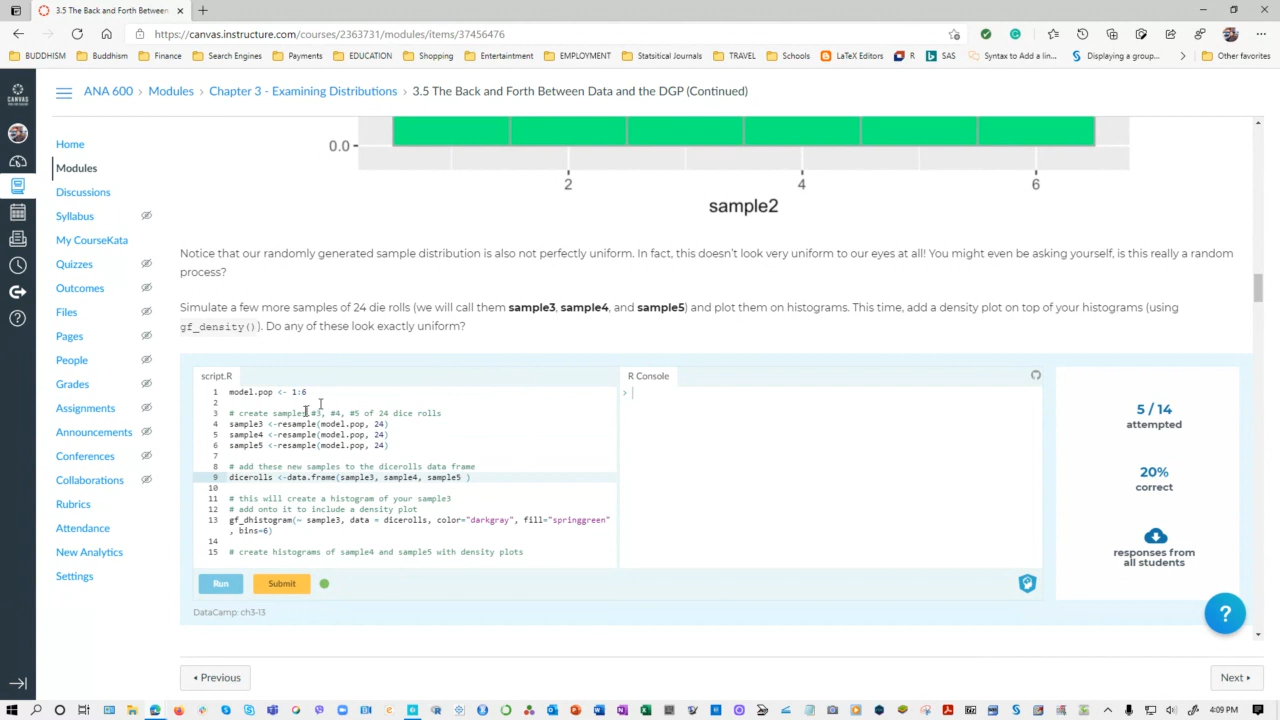 3.5 The Back and Forth Between
https://canvas.instructure.com/courses/2363731/modules/items/37456476
BUDDHISM Buddhism Finance Search Engines Payments EDUCATION Shopping Entertainment EMPLOYMENT Statsitical Journals TRAVEL Schools LaTeX Editors R SAS Syntax to Add a lin... Displaying a group... Other favorites
CANVAS
ANA 600 › Modules › Chapter 3 - Examining Distributions › 3.5 The Back and Forth Between Data and the DGP (Continued)
Home
Modules
Discussions
Syllabus
My CourseKata
Quizzes
Outcomes
Files
Pages
People
Grades
Assignments
Announcements
Conferences
Collaborations
Rubrics
Attendance
New Analytics
Settings
0.0
2 4 6
sample2
Notice that our randomly generated sample distribution is also not perfectly uniform. In fact, this doesn't look very uniform to our eyes at all! You might even be asking yourself, is this really a random
process?
Simulate a few more samples of 24 die rolls (we will call them sample3, sample4, and sample5) and plot them on histograms. This time, add a density plot on top of your histograms (using
gf_density()). Do any of these look exactly uniform?
script.R
1 model.pop <- 1:6
2
3 # create samples #3, #4, #5 of 24 dice rolls
4 sample3 <-resample(model.pop, 24)
5 sample4 <-resample(model.pop, 24)
6 sample5 <-resample(model.pop, 24)
7
8 # add these new samples to the dicerolls data frame
9 dicerolls <-data.frame(sample3, sample4, sample5 )
10
11 # this will create a histogram of your sample3
12 # add onto it to include a density plot
13 gf_dhistogram(~ sample3, data = dicerolls, color="darkgray", fill="springgreen"
, bins=6)
14
15 # create histograms of sample4 and sample5 with density plots
Run Submit
DataCamp: ch3-13
R Console
>
5 / 14
attempted
20%
correct
responses from
all students
?
◂ Previous
Next ▸
4:09 PM